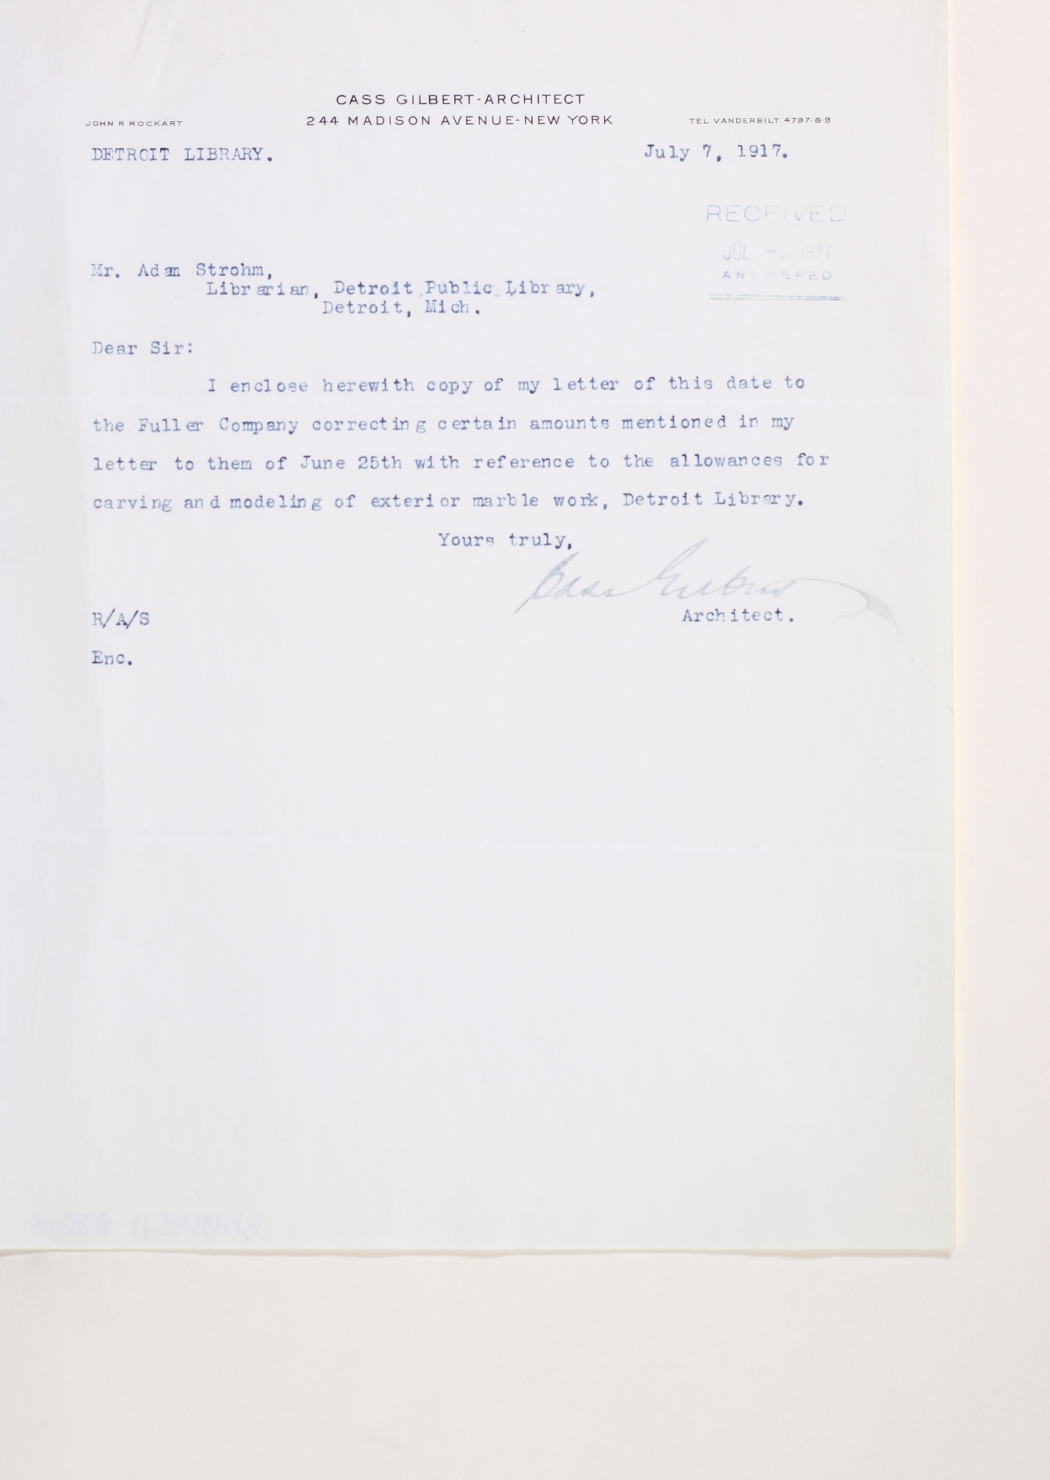 CASS GILBERT-ARCHITECT
244 MADISON AVENUE-NEW YORK
JOHN R ROCKART
TEL VANDERBILT 4797-8-9
DETROIT LIBRARY.
July 7, 1917.
RECEIVED
JUL 1917
ANSWERED
Mr. Adam Strohm,
Librarian, Detroit Public Library,
Detroit, Mich.
Dear Sir:
I enclose herewith copy of my letter of this date to
the Fuller Company correcting certain amounts mentioned in my
letter to them of June 25th with reference to the allowances for
carving and modeling of exterior marble work, Detroit Library.
Yours truly,
Cass Gilbert
Architect.
R/A/S
Enc.